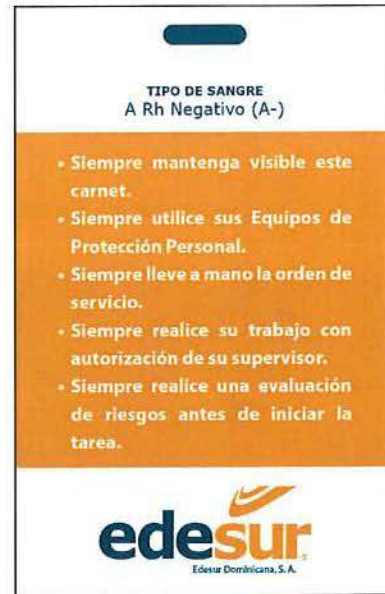 TIPO DE SANGRE
A Rh Negativo (A-)
• Siempre mantenga visible este
carnet.
• Siempre utilice sus Equipos de
Protección Personal.
• Siempre lleve a mano la orden de
servicio.
• Siempre realice su trabajo con
autorización de su supervisor.
• Siempre realice una evaluación
de riesgos antes de iniciar la
tarea.
edesur
Edesur Dominicana, S. A.